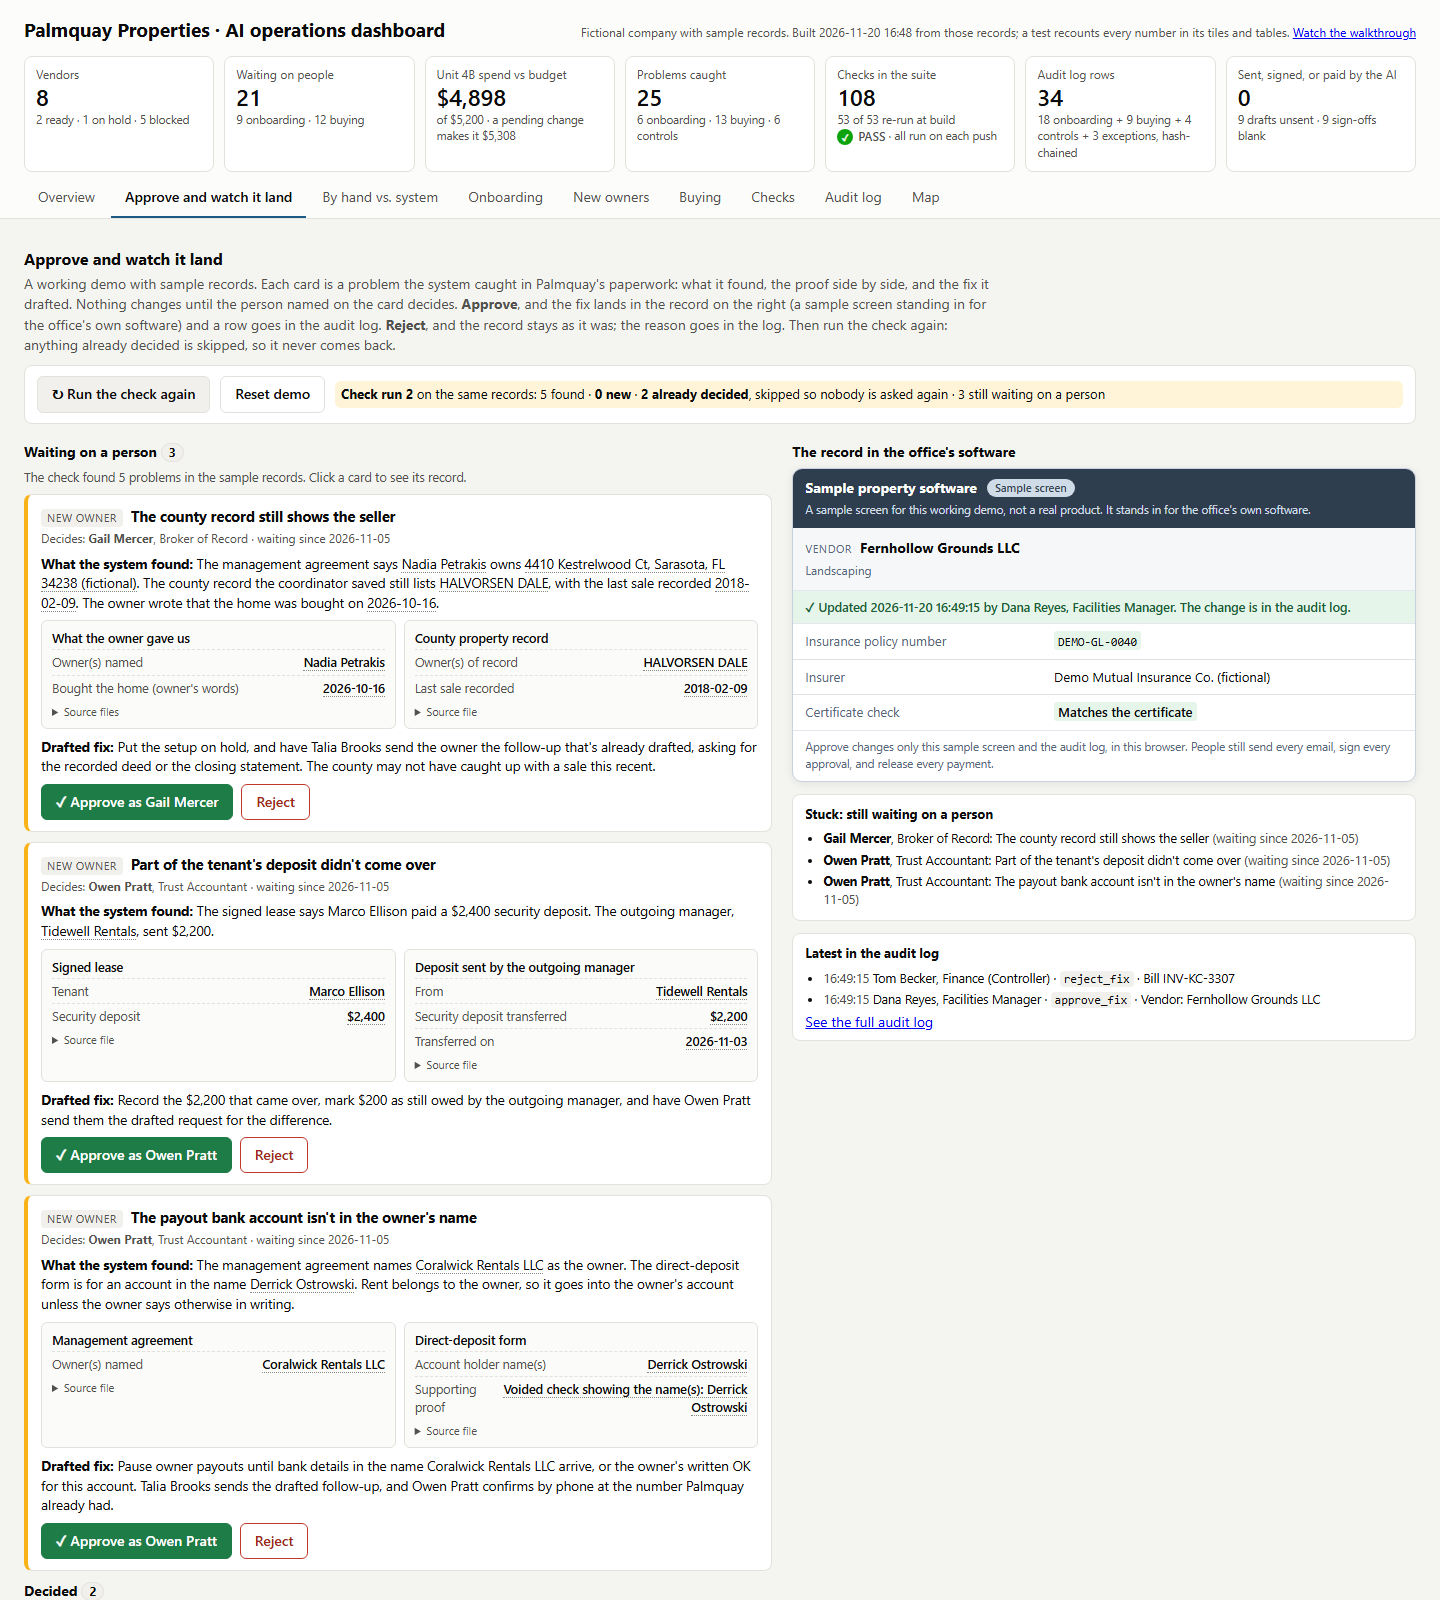 Palmquay Properties · AI operations dashboard
Fictional company with sample records. Built 2026-11-20 16:48 from those records; a test recounts every number in its tiles and tables. Watch the walkthrough
Vendors
8
2 ready · 1 on hold · 5 blocked
Waiting on people
21
9 onboarding · 12 buying
Unit 4B spend vs budget
$4,898
of $5,200 · a pending change
makes it $5,308
Problems caught
25
6 onboarding · 13 buying · 6
controls
Checks in the suite
108
53 of 53 re-run at build
✓ PASS · all run on each push
Audit log rows
34
18 onboarding + 9 buying + 4
controls + 3 exceptions, hash-
chained
Sent, signed, or paid by the AI
0
9 drafts unsent · 9 sign-offs
blank
Overview
Approve and watch it land
By hand vs. system
Onboarding
New owners
Buying
Checks
Audit log
Map
Approve and watch it land
A working demo with sample records. Each card is a problem the system caught in Palmquay's paperwork: what it found, the proof side by side, and the fix it
drafted. Nothing changes until the person named on the card decides. Approve, and the fix lands in the record on the right (a sample screen standing in for
the office's own software) and a row goes in the audit log. Reject, and the record stays as it was; the reason goes in the log. Then run the check again:
anything already decided is skipped, so it never comes back.
↻ Run the check again
Reset demo
Check run 2 on the same records: 5 found · 0 new · 2 already decided, skipped so nobody is asked again · 3 still waiting on a person
Waiting on a person 3
The check found 5 problems in the sample records. Click a card to see its record.
NEW OWNER The county record still shows the seller
Decides: Gail Mercer, Broker of Record · waiting since 2026-11-05
What the system found: The management agreement says Nadia Petrakis owns 4410 Kestrelwood Ct, Sarasota, FL
34238 (fictional). The county record the coordinator saved still lists HALVORSEN DALE, with the last sale recorded 2018-
02-09. The owner wrote that the home was bought on 2026-10-16.
What the owner gave us
Owner(s) named Nadia Petrakis
Bought the home (owner's words) 2026-10-16
▶ Source files
County property record
Owner(s) of record HALVORSEN DALE
Last sale recorded 2018-02-09
▶ Source file
Drafted fix: Put the setup on hold, and have Talia Brooks send the owner the follow-up that's already drafted, asking for
the recorded deed or the closing statement. The county may not have caught up with a sale this recent.
✓ Approve as Gail Mercer
Reject
NEW OWNER Part of the tenant's deposit didn't come over
Decides: Owen Pratt, Trust Accountant · waiting since 2026-11-05
What the system found: The signed lease says Marco Ellison paid a $2,400 security deposit. The outgoing manager,
Tidewell Rentals, sent $2,200.
Signed lease
Tenant Marco Ellison
Security deposit $2,400
▶ Source file
Deposit sent by the outgoing manager
From Tidewell Rentals
Security deposit transferred $2,200
Transferred on 2026-11-03
▶ Source file
Drafted fix: Record the $2,200 that came over, mark $200 as still owed by the outgoing manager, and have Owen Pratt
send them the drafted request for the difference.
✓ Approve as Owen Pratt
Reject
NEW OWNER The payout bank account isn't in the owner's name
Decides: Owen Pratt, Trust Accountant · waiting since 2026-11-05
What the system found: The management agreement names Coralwick Rentals LLC as the owner. The direct-deposit
form is for an account in the name Derrick Ostrowski. Rent belongs to the owner, so it goes into the owner's account
unless the owner says otherwise in writing.
Management agreement
Owner(s) named Coralwick Rentals LLC
▶ Source file
Direct-deposit form
Account holder name(s) Derrick Ostrowski
Supporting Voided check showing the name(s): Derrick
proof Ostrowski
▶ Source file
Drafted fix: Pause owner payouts until bank details in the name Coralwick Rentals LLC arrive, or the owner's written OK
for this account. Talia Brooks sends the drafted follow-up, and Owen Pratt confirms by phone at the number Palmquay
already had.
✓ Approve as Owen Pratt
Reject
Decided 2
The record in the office's software
Sample property software Sample screen
A sample screen for this working demo, not a real product. It stands in for the office's own software.
VENDOR Fernhollow Grounds LLC
Landscaping
✓ Updated 2026-11-20 16:49:15 by Dana Reyes, Facilities Manager. The change is in the audit log.
Insurance policy number DEMO-GL-0040
Insurer Demo Mutual Insurance Co. (fictional)
Certificate check Matches the certificate
Approve changes only this sample screen and the audit log, in this browser. People still send every email, sign every
approval, and release every payment.
Stuck: still waiting on a person
• Gail Mercer, Broker of Record: The county record still shows the seller (waiting since 2026-11-05)
• Owen Pratt, Trust Accountant: Part of the tenant's deposit didn't come over (waiting since 2026-11-05)
• Owen Pratt, Trust Accountant: The payout bank account isn't in the owner's name (waiting since 2026-
11-05)
Latest in the audit log
• 16:49:15 Tom Becker, Finance (Controller) · reject_fix · Bill INV-KC-3307
• 16:49:15 Dana Reyes, Facilities Manager · approve_fix · Vendor: Fernhollow Grounds LLC
See the full audit log